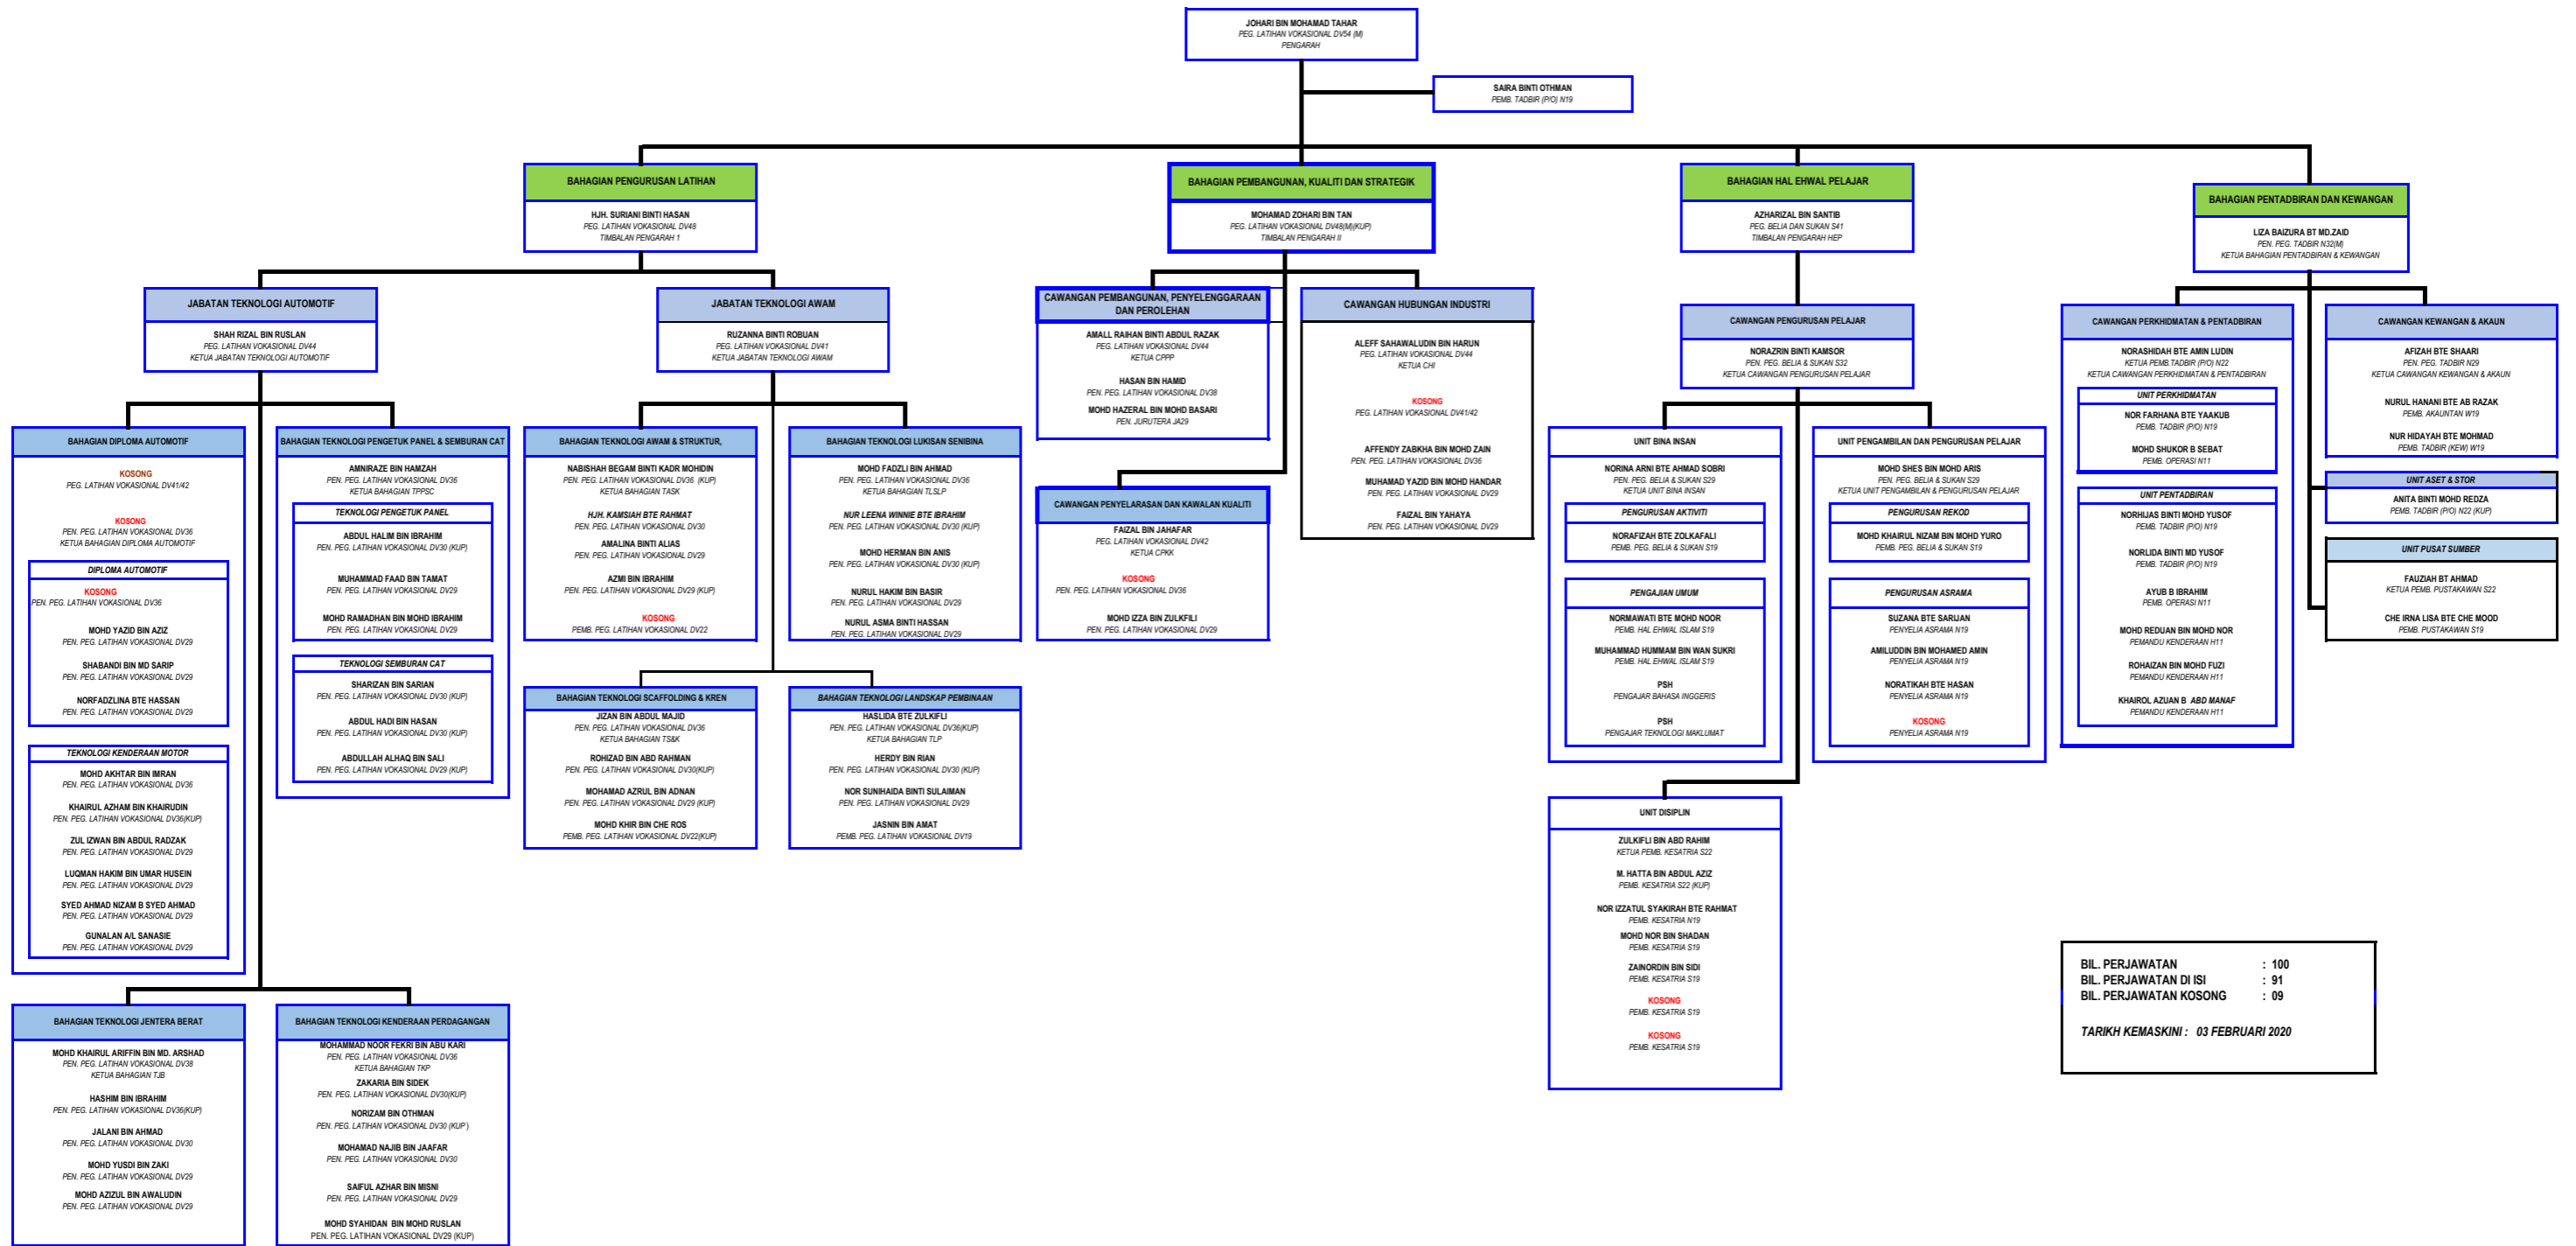 JOHARI BIN MOHAMAD TAHAR
PEG. LATIHAN VOKASIONAL DV54 (M)
PENGARAH
SAIRA BINTI OTHMAN
PEMB. TADBIR (P/O) N19
BAHAGIAN PENGURUSAN LATIHAN
HJH. SURIANI BINTI HASAN
PEG. LATIHAN VOKASIONAL DV48
TIMBALAN PENGARAH 1
BAHAGIAN PEMBANGUNAN, KUALITI DAN STRATEGIK
MOHAMAD ZOHARI BIN TAN
PEG. LATIHAN VOKASIONAL DV48(M)(KUP)
TIMBALAN PENGARAH II
BAHAGIAN HAL EHWAL PELAJAR
AZHARIZAL BIN SANTIB
PEG. BELIA DAN SUKAN S41
TIMBALAN PENGARAH HEP
BAHAGIAN PENTADBIRAN DAN KEWANGAN
LIZA BAIZURA BT MD.ZAID
PEN. PEG. TADBIR N32(M)
KETUA BAHAGIAN PENTADBIRAN & KEWANGAN
JABATAN TEKNOLOGI AUTOMOTIF
SHAH RIZAL BIN RUSLAN
PEG. LATIHAN VOKASIONAL DV44
KETUA JABATAN TEKNOLOGI AUTOMOTIF
JABATAN TEKNOLOGI AWAM
RUZANNA BINTI ROBUAN
PEG. LATIHAN VOKASIONAL DV41
KETUA JABATAN TEKNOLOGI AWAM
CAWANGAN PEMBANGUNAN, PENYELENGGARAAN
DAN PEROLEHAN
AMALL RAIHAN BINTI ABDUL RAZAK
PEG. LATIHAN VOKASIONAL DV44
KETUA CPPP
HASAN BIN HAMID
PEN. PEG. LATIHAN VOKASIONAL DV38
MOHD HAZERAL BIN MOHD BASARI
PEN. JURUTERA JA29
CAWANGAN HUBUNGAN INDUSTRI
ALEFF SAHAWALUDIN BIN HARUN
PEG. LATIHAN VOKASIONAL DV44
KETUA CHI
KOSONG
PEG. LATIHAN VOKASIONAL DV41/42
AFFENDY ZABKHA BIN MOHD ZAIN
PEN. PEG. LATIHAN VOKASIONAL DV36
MUHAMAD YAZID BIN MOHD HANDAR
PEN. PEG. LATIHAN VOKASIONAL DV29
FAIZAL BIN YAHAYA
PEN. PEG. LATIHAN VOKASIONAL DV29
CAWANGAN PENYELARASAN DAN KAWALAN KUALITI
FAIZAL BIN JAHAFAR
PEG. LATIHAN VOKASIONAL DV42
KETUA CPKK
KOSONG
PEN. PEG. LATIHAN VOKASIONAL DV36
MOHD IZZA BIN ZULKFILI
PEN. PEG. LATIHAN VOKASIONAL DV29
CAWANGAN PENGURUSAN PELAJAR
NORAZRIN BINTI KAMSOR
PEN. PEG. BELIA & SUKAN S32
KETUA CAWANGAN PENGURUSAN PELAJAR
CAWANGAN PERKHIDMATAN & PENTADBIRAN
NORASHIDAH BTE AMIN LUDIN
KETUA PEMB.TADBIR (P/O) N22
KETUA CAWANGAN PERKHIDMATAN & PENTADBIRAN
UNIT PERKHIDMATAN
NOR FARHANA BTE YAAKUB
PEMB. TADBIR (P/O) N19
MOHD SHUKOR B SEBAT
PEMB. OPERASI N11
UNIT PENTADBIRAN
NORHIJAS BINTI MOHD YUSOF
PEMB. TADBIR (P/O) N19
NORLIDA BINTI MD YUSOF
PEMB. TADBIR (P/O) N19
AYUB B IBRAHIM
PEMB. OPERASI N11
MOHD REDUAN BIN MOHD NOR
PEMANDU KENDERAAN H11
ROHAIZAN BIN MOHD FUZI
PEMANDU KENDERAAN H11
KHAIROL AZUAN B ABD MANAF
PEMANDU KENDERAAN H11
CAWANGAN KEWANGAN & AKAUN
AFIZAH BTE SHAARI
PEN. PEG. TADBIR N29
KETUA CAWANGAN KEWANGAN & AKAUN
NURUL HANANI BTE AB RAZAK
PEMB. AKAUNTAN W19
NUR HIDAYAH BTE MOHMAD
PEMB. TADBIR (KEW) W19
UNIT ASET & STOR
ANITA BINTI MOHD REDZA
PEMB. TADBIR (P/O) N22 (KUP)
UNIT PUSAT SUMBER
FAUZIAH BT AHMAD
KETUA PEMB. PUSTAKAWAN S22
CHE IRNA LISA BTE CHE MOOD
PEMB. PUSTAKAWAN S19
BAHAGIAN DIPLOMA AUTOMOTIF
KOSONG
PEG. LATIHAN VOKASIONAL DV41/42
KOSONG
PEN. PEG. LATIHAN VOKASIONAL DV36
KETUA BAHAGIAN DIPLOMA AUTOMOTIF
DIPLOMA AUTOMOTIF
KOSONG
PEN. PEG. LATIHAN VOKASIONAL DV36
MOHD YAZID BIN AZIZ
PEN. PEG. LATIHAN VOKASIONAL DV29
SHABANDI BIN MD SARIP
PEN. PEG. LATIHAN VOKASIONAL DV29
NORFADZLINA BTE HASSAN
PEN. PEG. LATIHAN VOKASIONAL DV29
TEKNOLOGI KENDERAAN MOTOR
MOHD AKHTAR BIN IMRAN
PEN. PEG. LATIHAN VOKASIONAL DV36
KHAIRUL AZHAM BIN KHAIRUDIN
PEN. PEG. LATIHAN VOKASIONAL DV36(KUP)
ZUL IZWAN BIN ABDUL RADZAK
PEN. PEG. LATIHAN VOKASIONAL DV29
LUQMAN HAKIM BIN UMAR HUSEIN
PEN. PEG. LATIHAN VOKASIONAL DV29
SYED AHMAD NIZAM B SYED AHMAD
PEN. PEG. LATIHAN VOKASIONAL DV29
GUNALAN A/L SANASIE
PEN. PEG. LATIHAN VOKASIONAL DV29
BAHAGIAN TEKNOLOGI PENGETUK PANEL & SEMBURAN CAT
AMNIRAZE BIN HAMZAH
PEN. PEG. LATIHAN VOKASIONAL DV36
KETUA BAHAGIAN TPPSC
TEKNOLOGI PENGETUK PANEL
ABDUL HALIM BIN IBRAHIM
PEN. PEG. LATIHAN VOKASIONAL DV30 (KUP)
MUHAMMAD FAAD BIN TAMAT
PEN. PEG. LATIHAN VOKASIONAL DV29
MOHD RAMADHAN BIN MOHD IBRAHIM
PEN. PEG. LATIHAN VOKASIONAL DV29
TEKNOLOGI SEMBURAN CAT
SHARIZAN BIN SARIAN
PEN. PEG. LATIHAN VOKASIONAL DV30 (KUP)
ABDUL HADI BIN HASAN
PEN. PEG. LATIHAN VOKASIONAL DV30 (KUP)
ABDULLAH ALHAQ BIN SALI
PEN. PEG. LATIHAN VOKASIONAL DV29 (KUP)
BAHAGIAN TEKNOLOGI AWAM & STRUKTUR,
NABISHAH BEGAM BINTI KADR MOHIDIN
PEN. PEG. LATIHAN VOKASIONAL DV36 (KUP)
KETUA BAHAGIAN TASK
HJH. KAMSIAH BTE RAHMAT
PEN. PEG. LATIHAN VOKASIONAL DV30
AMALINA BINTI ALIAS
PEN. PEG. LATIHAN VOKASIONAL DV29
AZMI BIN IBRAHIM
PEN. PEG. LATIHAN VOKASIONAL DV29 (KUP)
KOSONG
PEMB. PEG. LATIHAN VOKASIONAL DV22
BAHAGIAN TEKNOLOGI LUKISAN SENIBINA
MOHD FADZLI BIN AHMAD
PEN. PEG. LATIHAN VOKASIONAL DV36
KETUA BAHAGIAN TLSLP
NUR LEENA WINNIE BTE IBRAHIM
PEN. PEG. LATIHAN VOKASIONAL DV30 (KUP)
MOHD HERMAN BIN ANIS
PEN. PEG. LATIHAN VOKASIONAL DV30 (KUP)
NURUL HAKIM BIN BASIR
PEN. PEG. LATIHAN VOKASIONAL DV29
NURUL ASMA BINTI HASSAN
PEN. PEG. LATIHAN VOKASIONAL DV29
BAHAGIAN TEKNOLOGI SCAFFOLDING & KREN
JIZAN BIN ABDUL MAJID
PEN. PEG. LATIHAN VOKASIONAL DV36
KETUA BAHAGIAN TS&K
ROHIZAD BIN ABD RAHMAN
PEN. PEG. LATIHAN VOKASIONAL DV30(KUP)
MOHAMAD AZRUL BIN ADNAN
PEN. PEG. LATIHAN VOKASIONAL DV29 (KUP)
MOHD KHIR BIN CHE ROS
PEMB. PEG. LATIHAN VOKASIONAL DV22(KUP)
BAHAGIAN TEKNOLOGI LANDSKAP PEMBINAAN
HASLIDA BTE ZULKIFLI
PEN. PEG. LATIHAN VOKASIONAL DV36(KUP)
KETUA BAHAGIAN TLP
HERDY BIN RIAN
PEN. PEG. LATIHAN VOKASIONAL DV30 (KUP)
NOR SUNIHAIDA BINTI SULAIMAN
PEN. PEG. LATIHAN VOKASIONAL DV29
JASNIN BIN AMAT
PEMB. PEG. LATIHAN VOKASIONAL DV19
UNIT BINA INSAN
NORINA ARNI BTE AHMAD SOBRI
PEN. PEG. BELIA & SUKAN S29
KETUA UNIT BINA INSAN
PENGURUSAN AKTIVITI
NORAFIZAH BTE ZOLKAFALI
PEMB. PEG. BELIA & SUKAN S19
PENGAJIAN UMUM
NORMAWATI BTE MOHD NOOR
PEMB. HAL EHWAL ISLAM S19
MUHAMMAD HUMMAM BIN WAN SUKRI
PEMB. HAL EHWAL ISLAM S19
PSH
PENGAJAR BAHASA INGGERIS
PSH
PENGAJAR TEKNOLOGI MAKLUMAT
UNIT PENGAMBILAN DAN PENGURUSAN PELAJAR
MOHD SHES BIN MOHD ARIS
PEN. PEG. BELIA & SUKAN S29
KETUA UNIT PENGAMBILAN & PENGURUSAN PELAJAR
PENGURUSAN REKOD
MOHD KHAIRUL NIZAM BIN MOHD YURO
PEMB. PEG. BELIA & SUKAN S19
PENGURUSAN ASRAMA
SUZANA BTE SARIJAN
PENYELIA ASRAMA N19
AMILUDDIN BIN MOHAMED AMIN
PENYELIA ASRAMA N19
NORATIKAH BTE HASAN
PENYELIA ASRAMA N19
KOSONG
PENYELIA ASRAMA N19
UNIT DISIPLIN
ZULKIFLI BIN ABD RAHIM
KETUA PEMB. KESATRIA S22
M. HATTA BIN ABDUL AZIZ
PEMB. KESATRIA S22 (KUP)
NOR IZZATUL SYAKIRAH BTE RAHMAT
PEMB. KESATRIA N19
MOHD NOR BIN SHADAN
PEMB. KESATRIA S19
ZAINORDIN BIN SIDI
PEMB. KESATRIA S19
KOSONG
PEMB. KESATRIA S19
KOSONG
PEMB. KESATRIA S19
BAHAGIAN TEKNOLOGI JENTERA BERAT
MOHD KHAIRUL ARIFFIN BIN MD. ARSHAD
PEN. PEG. LATIHAN VOKASIONAL DV38
KETUA BAHAGIAN TJB
HASHIM BIN IBRAHIM
PEN. PEG. LATIHAN VOKASIONAL DV36(KUP)
JALANI BIN AHMAD
PEN. PEG. LATIHAN VOKASIONAL DV30
MOHD YUSDI BIN ZAKI
PEN. PEG. LATIHAN VOKASIONAL DV29
MOHD AZIZUL BIN AWALUDIN
PEN. PEG. LATIHAN VOKASIONAL DV29
BAHAGIAN TEKNOLOGI KENDERAAN PERDAGANGAN
MOHAMMAD NOOR FEKRI BIN ABU KARI
PEN. PEG. LATIHAN VOKASIONAL DV36
KETUA BAHAGIAN TKP
ZAKARIA BIN SIDEK
PEN. PEG. LATIHAN VOKASIONAL DV30(KUP)
NORIZAM BIN OTHMAN
PEN. PEG. LATIHAN VOKASIONAL DV30 (KUP )
MOHAMAD NAJIB BIN JAAFAR
PEN. PEG. LATIHAN VOKASIONAL DV30
SAIFUL AZHAR BIN MISNI
PEN. PEG. LATIHAN VOKASIONAL DV29
MOHD SYAHIDAN BIN MOHD RUSLAN
PEN. PEG. LATIHAN VOKASIONAL DV29 (KUP)
BIL. PERJAWATAN : 100
BIL. PERJAWATAN DI ISI : 91
BIL. PERJAWATAN KOSONG : 09
TARIKH KEMASKINI : 03 FEBRUARI 2020